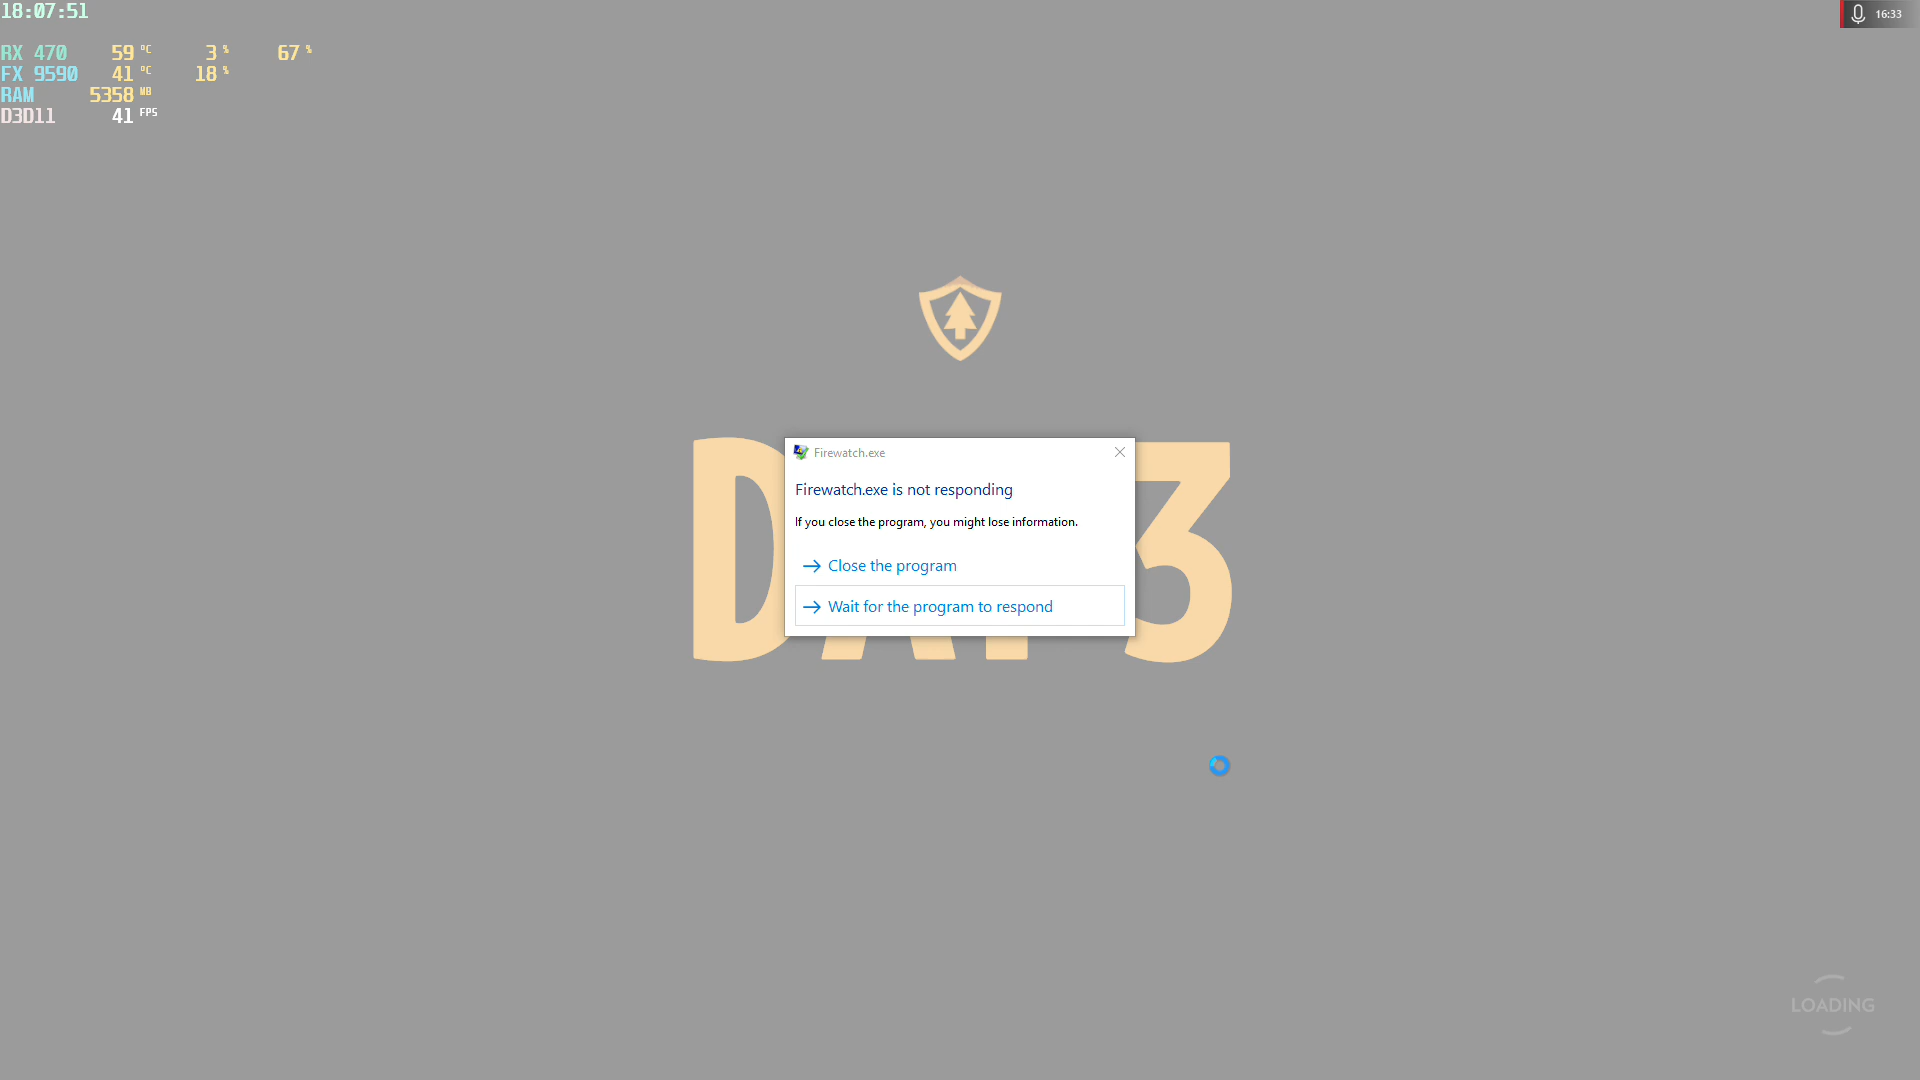 18:07:51
16:33
RX 470 59 °C 3 % 67 %
FX 9590 41 °C 18 %
RAM 5358 MB
D3D11 41 FPS
Firewatch.exe
Firewatch.exe is not responding
If you close the program, you might lose information.
Close the program
Wait for the program to respond
DAY 3
LOADING